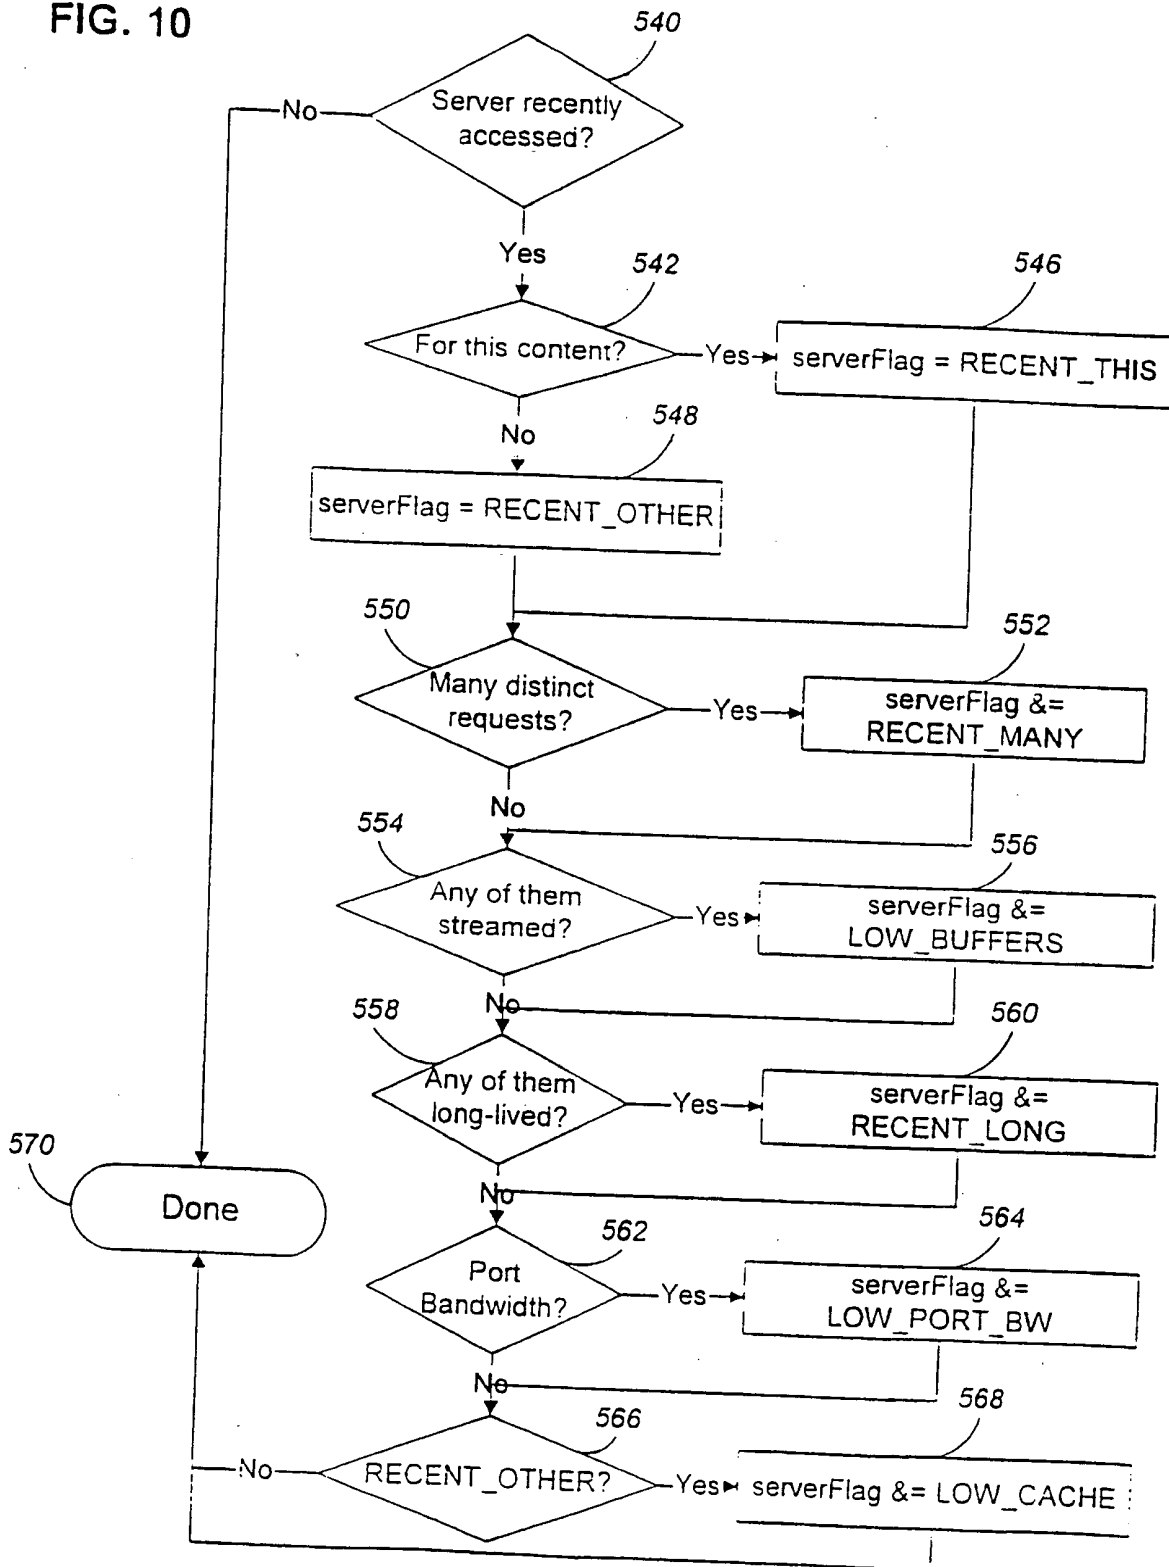 FIG. 10
540
Server recently
accessed?
No
Yes
542
For this content?
Yes
546
serverFlag = RECENT_THIS
No
548
serverFlag = RECENT_OTHER
550
Many distinct
requests?
Yes
552
serverFlag &=
RECENT_MANY
No
554
Any of them
streamed?
Yes
556
serverFlag &=
LOW_BUFFERS
No
558
Any of them
long-lived?
Yes
560
serverFlag &=
RECENT_LONG
No
570
Done
562
Port
Bandwidth?
Yes
564
serverFlag &=
LOW_PORT_BW
No
566
RECENT_OTHER?
No
Yes
568
serverFlag &= LOW_CACHE